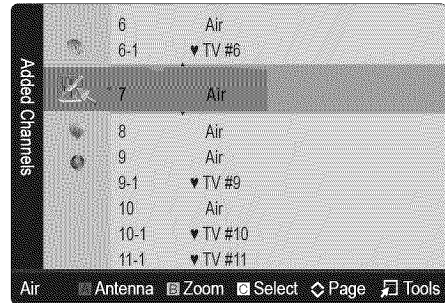 Added Channels
6 Air
6-1 ♥ TV #6
7 Air
8 Air
9 Air
9-1 ♥ TV #9
10 Air
10-1 ♥ TV #10
11-1 ♥ TV #11
Air A Antenna B Zoom C Select Page Tools